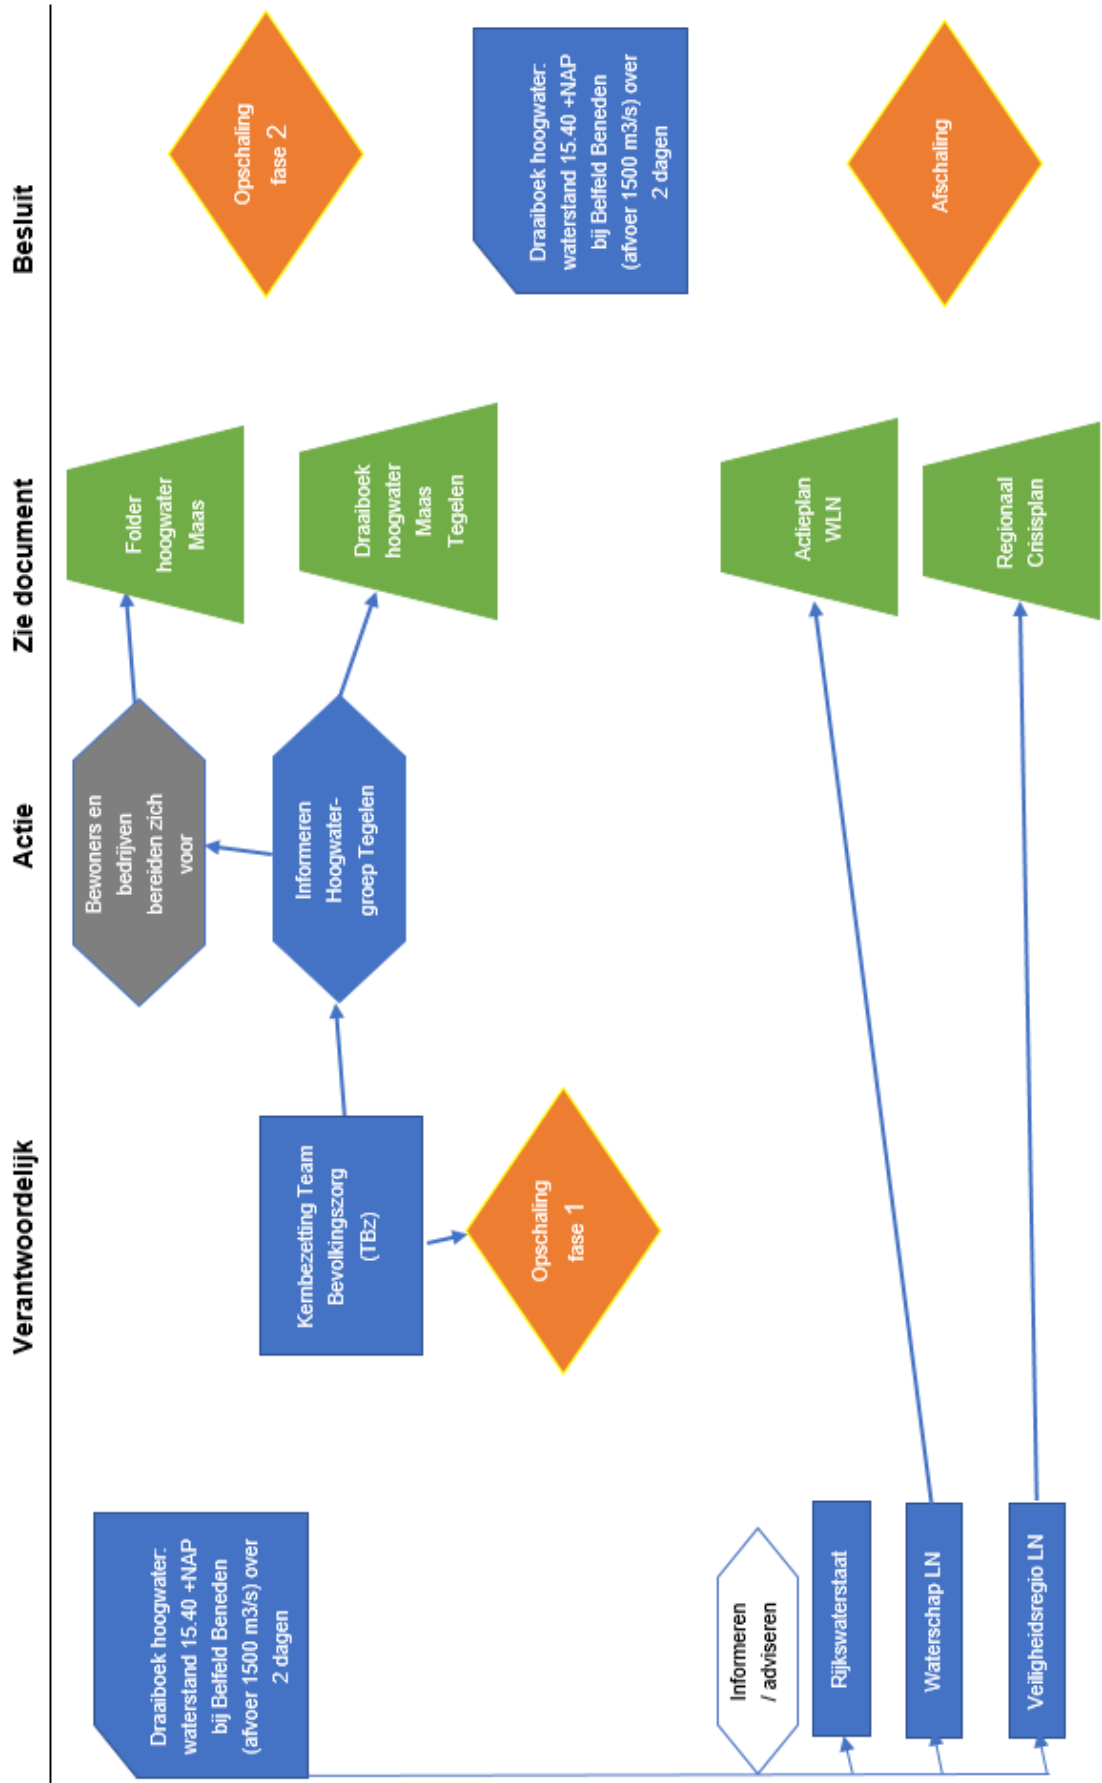 Verantwoordelijk
Actie
Zie document
Besluit
Draaiboek hoogwater:
waterstand 15.40 +NAP
bij Belfeld Beneden
(afvoer 1500 m3/s) over
2 dagen
Kernbezetting Team
Bevolkingszorg
(TBz)
Opschaling
fase 1
Bewoners en
bedrijven
bereiden zich
voor
Informeren
Hoogwater-
groep Tegelen
Folder
hoogwater
Maas
Draaiboek
hoogwater
Maas
Tegelen
Opschaling
fase 2
Draaiboek hoogwater:
waterstand 15.40 +NAP
bij Belfeld Beneden
(afvoer 1500 m3/s) over
2 dagen
Informeren
/ adviseren
Rijkswaterstaat
Waterschap LN
Veiligheidsregio LN
Actieplan
WLN
Regionaal
Crisisplan
Afschaling